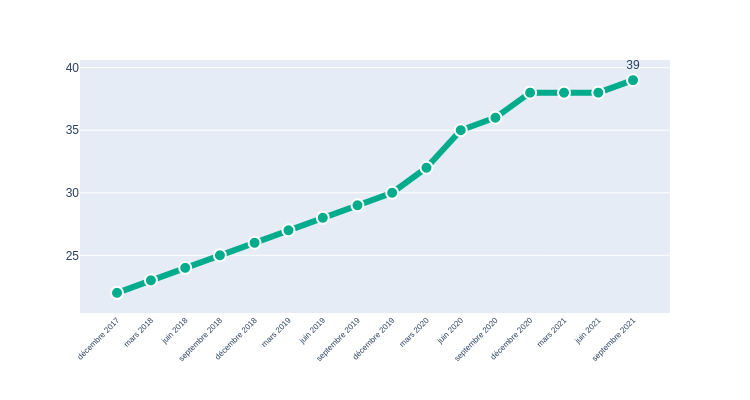 39
40
35
30
25
décembre 2017
mars 2018
juin 2018
septembre 2018
décembre 2018
mars 2019
juin 2019
septembre 2019
décembre 2019
mars 2020
juin 2020
septembre 2020
décembre 2020
mars 2021
juin 2021
septembre 2021